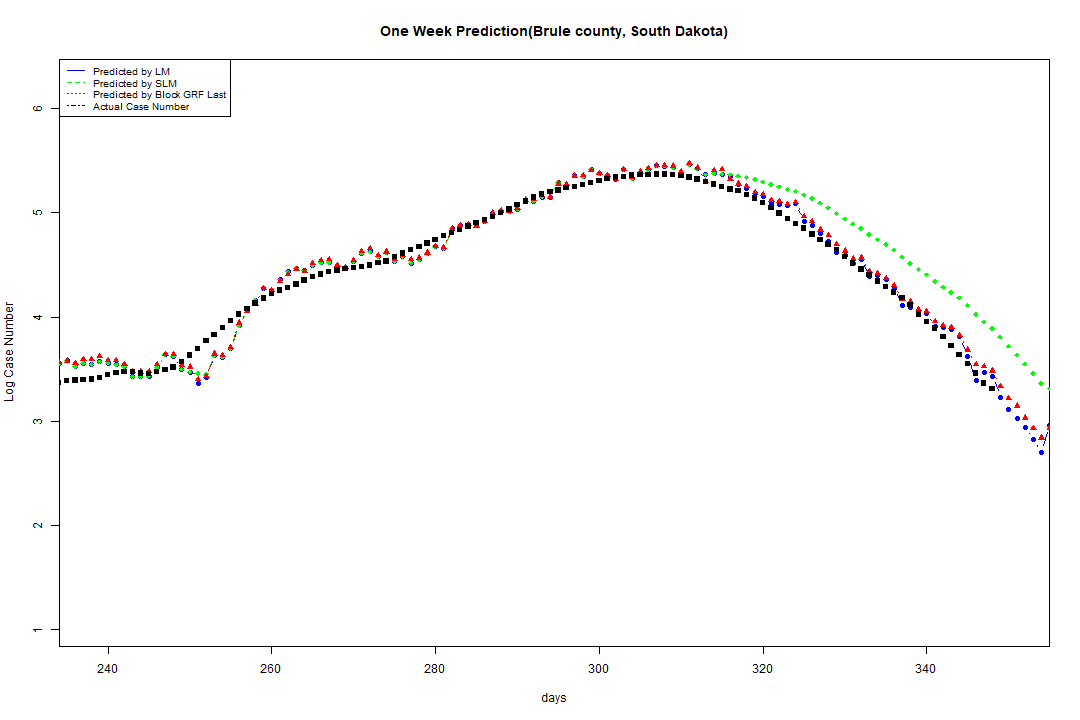 One Week Prediction(Brule county, South Dakota)
Predicted by LM
Predicted by SLM
Predicted by Block GRF Last
Actual Case Number
6
5
4
3
2
1
Log Case Number
240 260 280 300 320 340
days